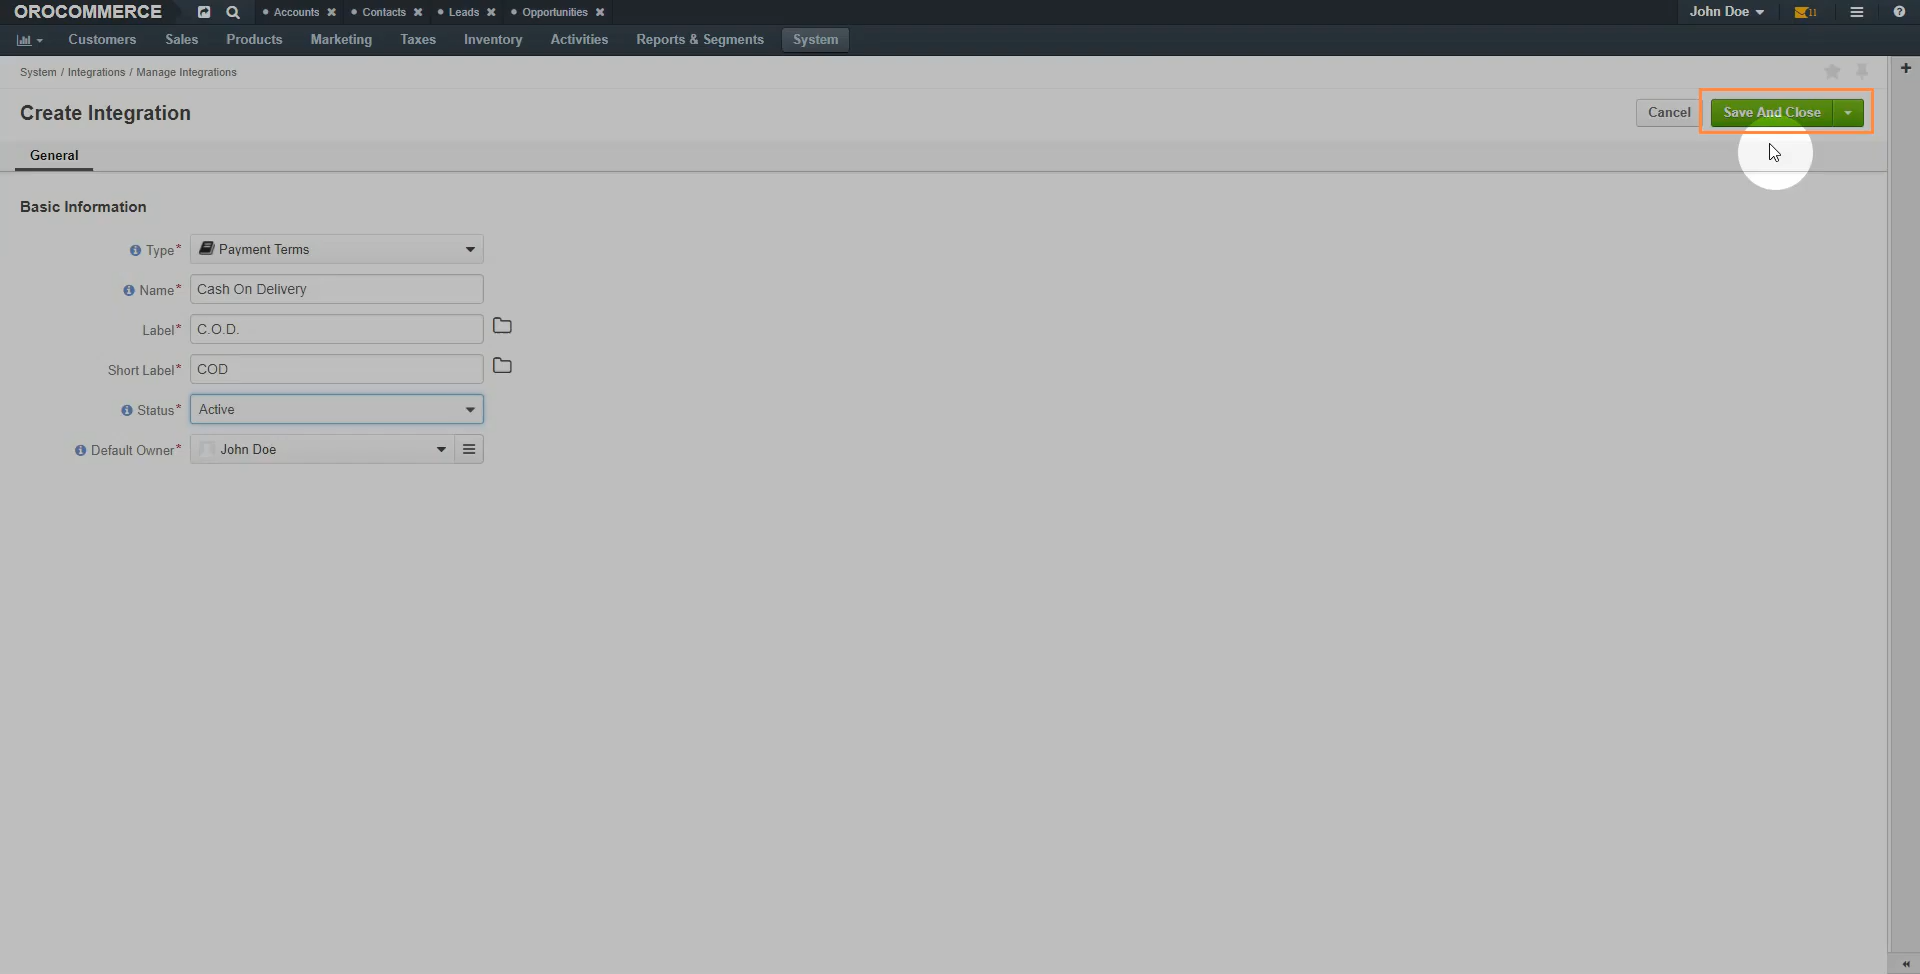 OROCOMMERCE Accounts Contacts Leads Opportunities John Doe 11
Customers Sales Products Marketing Taxes Inventory Activities Reports & Segments System
System / Integrations / Manage Integrations
Create Integration Cancel Save And Close
General
Basic Information
Type* Payment Terms
Name* Cash On Delivery
Label* C.O.D.
Short Label* COD
Status* Active
Default Owner* John Doe